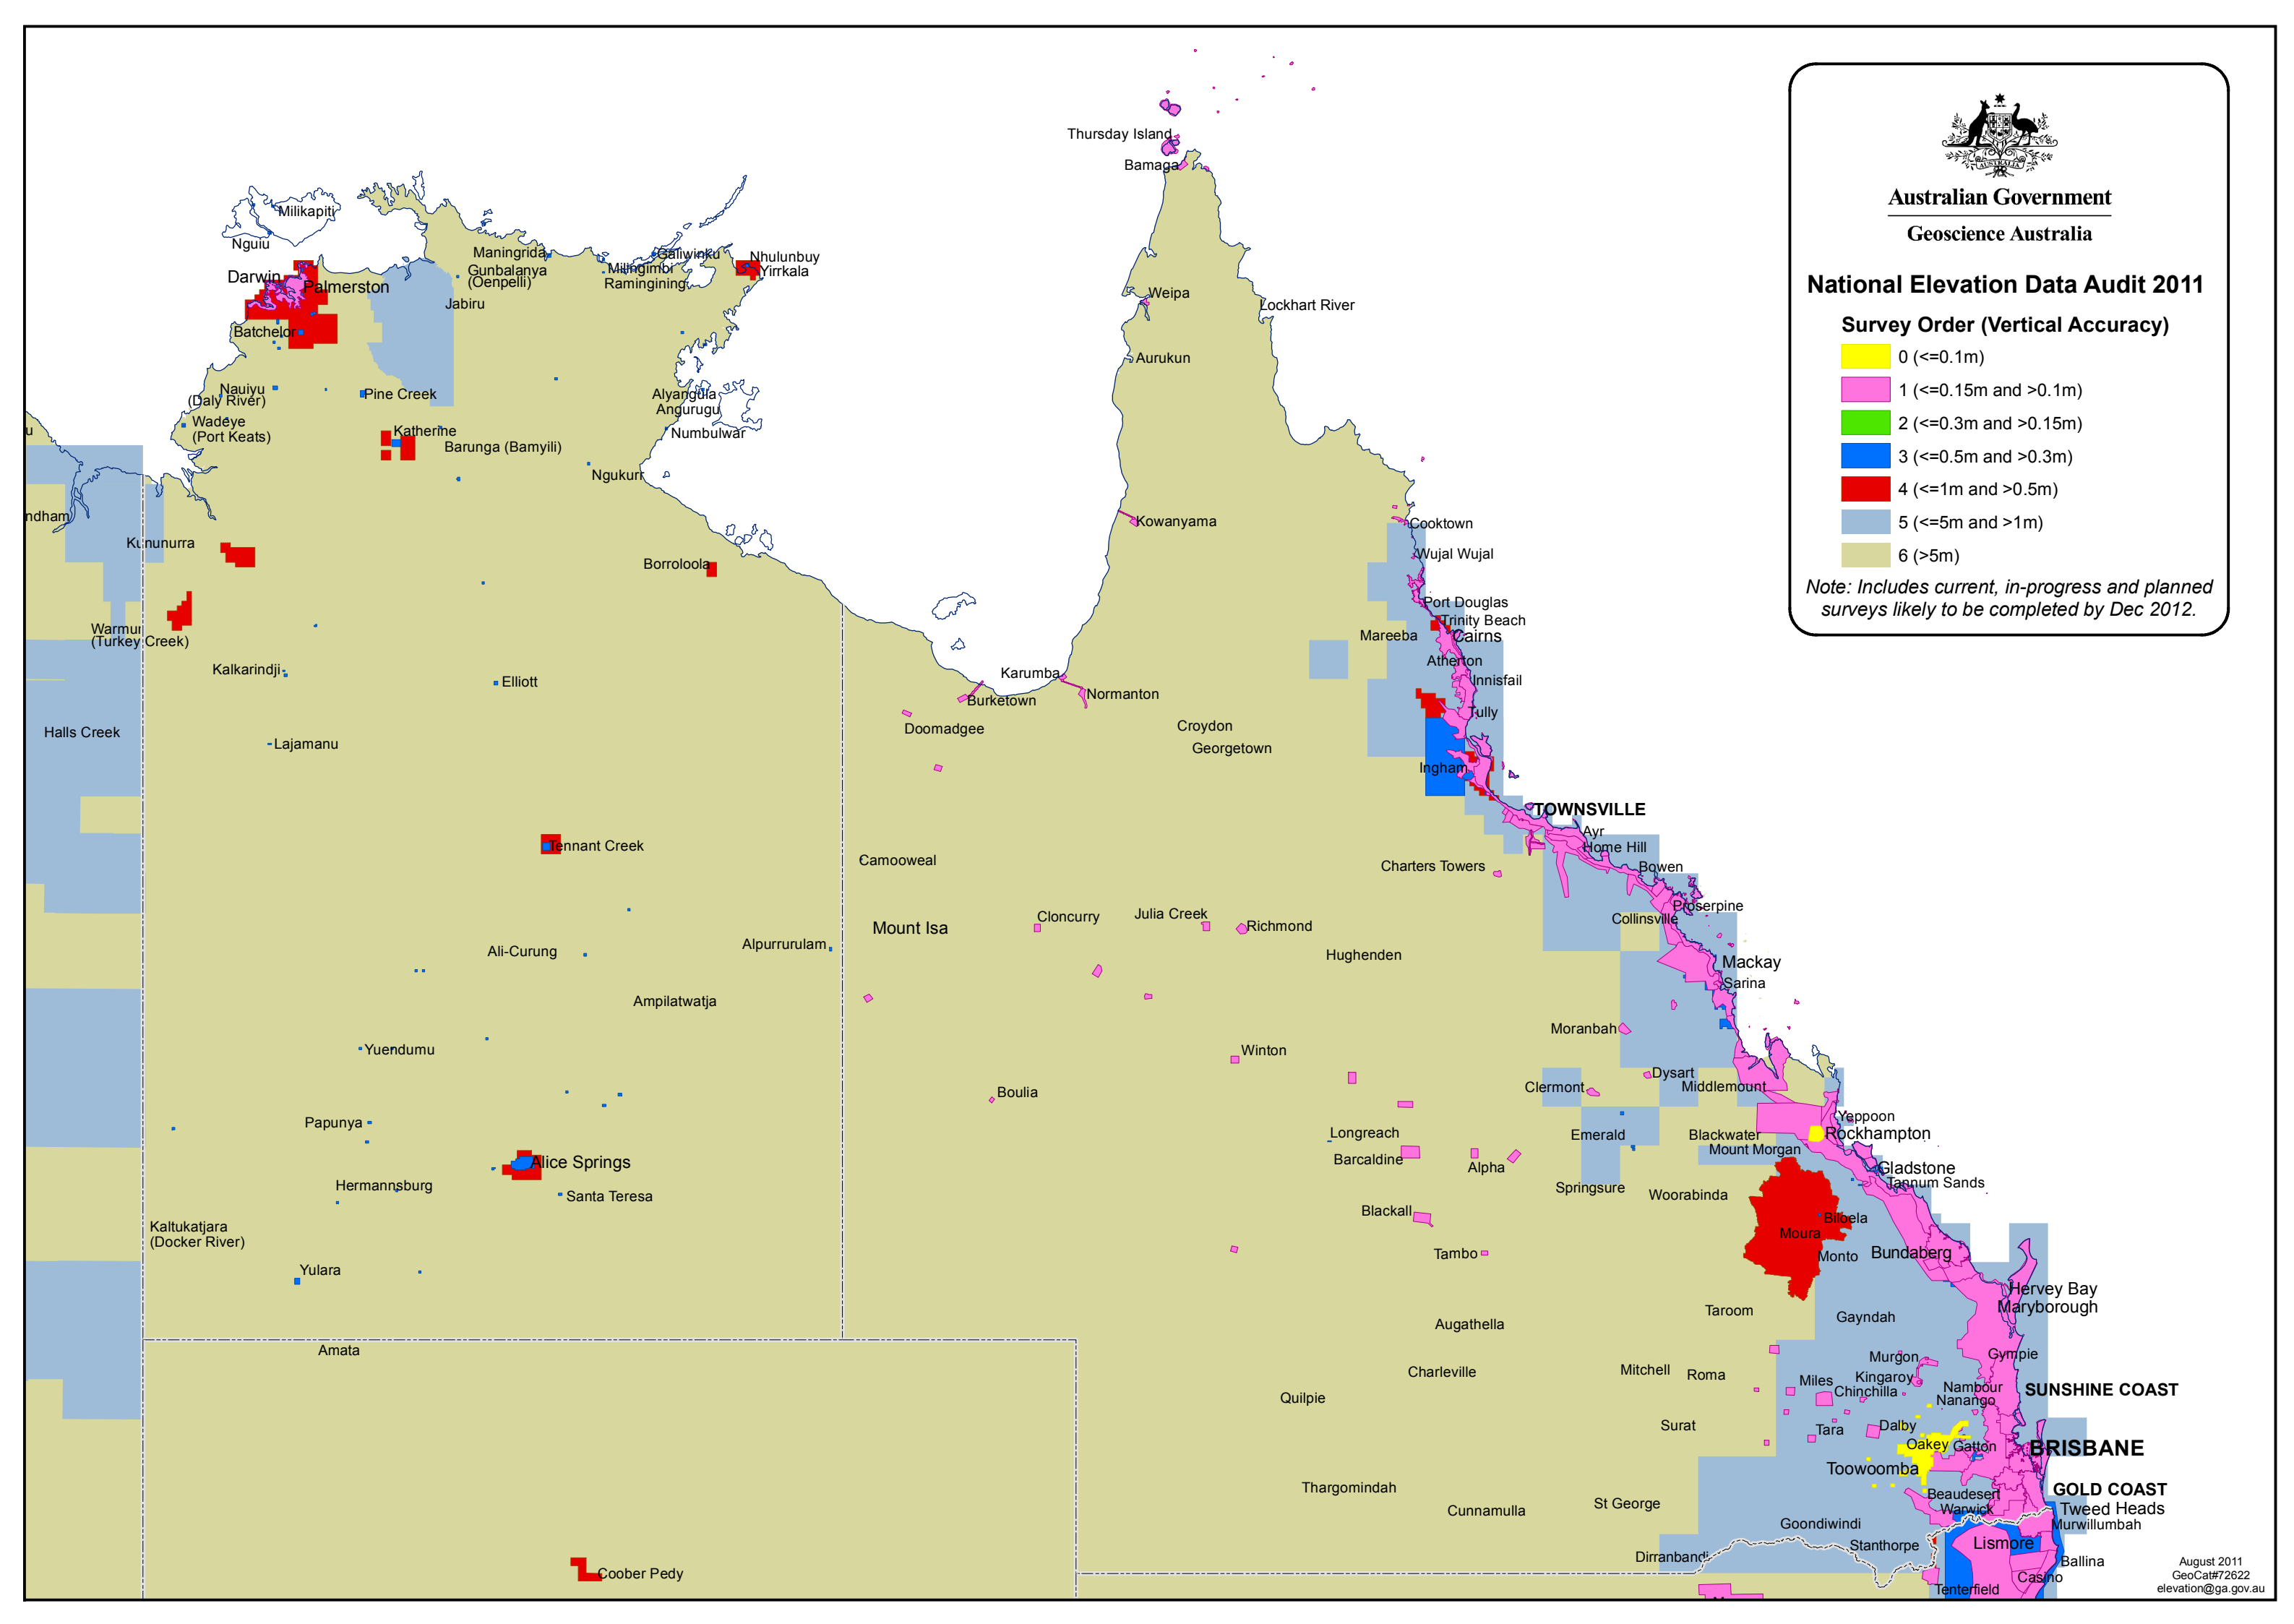 AUSTRALIA
Australian Government
Geoscience Australia
National Elevation Data Audit 2011
Survey Order (Vertical Accuracy)
0 (<=0.1m)
1 (<=0.15m and >0.1m)
2 (<=0.3m and >0.15m)
3 (<=0.5m and >0.3m)
4 (<=1m and >0.5m)
5 (<=5m and >1m)
6 (>5m)
Note: Includes current, in-progress and planned
surveys likely to be completed by Dec 2012.
Thursday Island
Bamaga
Milikapiti
Nguiu
Darwin
Palmerston
Batchelor
Maningrida
Gunbalanya
(Oenpelli)
Jabiru
Galiwinku
Milingimbi
Ramingining
Nhulunbuy
Yirrkala
Weipa
Lockhart River
Aurukun
Nauiyu
(Daly River)
Pine Creek
Wadeye
(Port Keats)
Katherine
Barunga (Bamyili)
Alyangula
Angurugu
Numbulwar
Ngukurr
u
ndham
Kununurra
Kowanyama
Cooktown
Wujal Wujal
Borroloola
Port Douglas
Trinity Beach
Mareeba
Cairns
Warmun
(Turkey Creek)
Atherton
Innisfail
Kalkarindji
Elliott
Karumba
Burketown
Normanton
Tully
Halls Creek
Lajamanu
Doomadgee
Croydon
Georgetown
Ingham
TOWNSVILLE
Ayr
Home Hill
Tennant Creek
Camooweal
Charters Towers
Bowen
Proserpine
Collinsville
Mount Isa
Cloncurry
Julia Creek
Richmond
Hughenden
Ali-Curung
Alpurrurulam
Mackay
Sarina
Ampilatwatja
Moranbah
Yuendumu
Winton
Boulia
Clermont
Dysart
Middlemount
Papunya
Longreach
Barcaldine
Alpha
Emerald
Blackwater
Mount Morgan
Yeppoon
Rockhampton
Alice Springs
Hermannsburg
Santa Teresa
Springsure
Woorabinda
Gladstone
Tannum Sands
Kaltukatjara
(Docker River)
Blackall
Tambo
Biloela
Moura
Monto
Bundaberg
Yulara
Hervey Bay
Maryborough
Taroom
Gayndah
Augathella
Amata
Charleville
Mitchell
Roma
Murgon
Gympie
Miles
Kingaroy
Chinchilla
Nambour
Nanango
SUNSHINE COAST
Quilpie
Surat
Tara
Dalby
Oakey
Gatton
BRISBANE
Toowoomba
Thargomindah
Cunnamulla
St George
Beaudesert
Warwick
GOLD COAST
Tweed Heads
Murwillumbah
Goondiwindi
Stanthorpe
Lismore
Dirranbandi
Ballina
Coober Pedy
Casino
Tenterfield
August 2011
GeoCat#72622
elevation@ga.gov.au